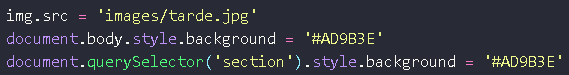 img.src = 'images/tarde.jpg'
document.body.style.background = '#AD9B3E'
document.querySelector('section').style.background = '#AD9B3E'